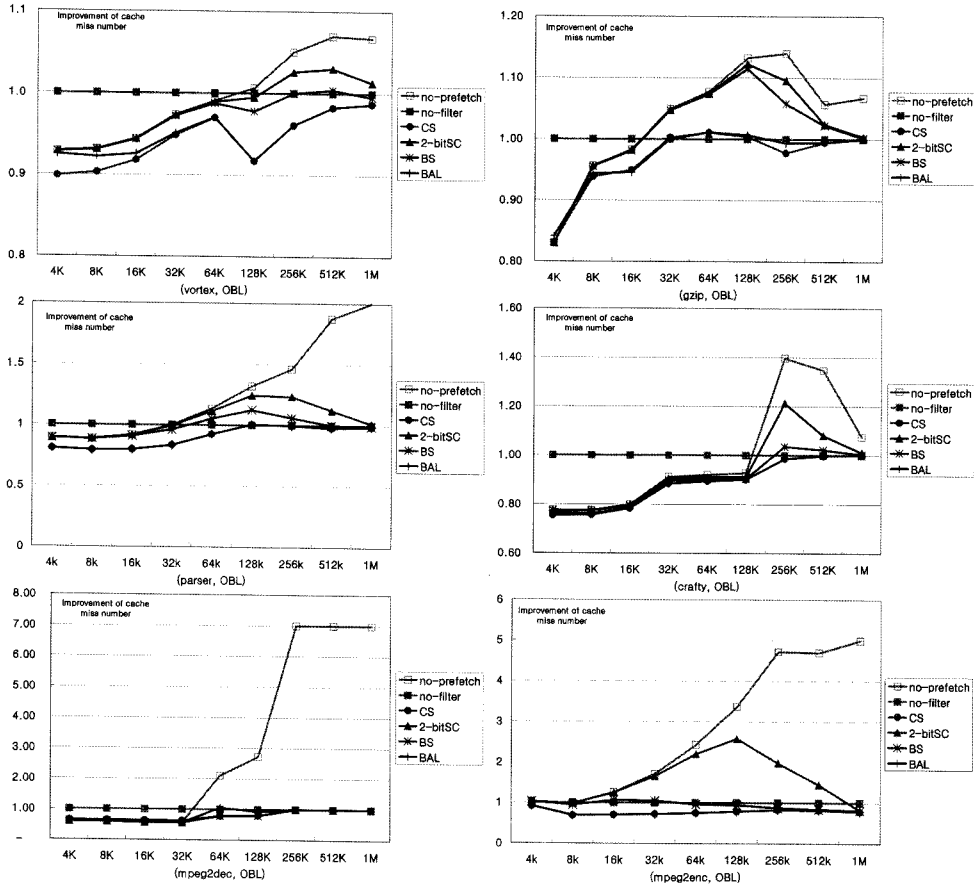 1.1
1.0
0.9
0.8
Improvement of cache
miss number
4K 8K 16K 32K 64K 128K 256K 512K 1M
(vortex, OBL)
no-prefetch
no-filter
CS
2-bitSC
BS
BAL
1.20
1.10
1.00
0.90
0.80
Improvement of cache
miss number
4K 8K 16K 32K 64K 128K 256K 512K 1M
(gzip, OBL)
no-prefetch
no-filter
CS
2-bitSC
BS
BAL
2
1.5
1
0.5
0
Improvement of cache
miss number
4k 8k 16k 32k 64k 128k 256k 512k 1M
(parser, OBL)
no-prefetch
no-filter
CS
2-bitSC
BS
BAL
1.60
1.40
1.20
1.00
0.80
0.60
Improvement of cache
miss number
4K 8K 16K 32K 64K 128K 256K 512K 1M
(crafty, OBL)
no-prefetch
no-filter
CS
2-bitSC
BS
BAL
8.00
7.00
6.00
5.00
4.00
3.00
2.00
1.00
–
Improvement of cache
miss number
4K 8K 16K 32K 64K 128K 256K 512K 1M
(mpeg2dec, OBL)
no-prefetch
no-filter
CS
2-bitSC
BS
BAL
6
5
4
3
2
1
0
Improvement of cache
miss number
4k 8k 16k 32k 64k 128k 256k 512k 1M
(mpeg2enc, OBL)
no-prefetch
no-filter
CS
2-bitSC
BS
BAL